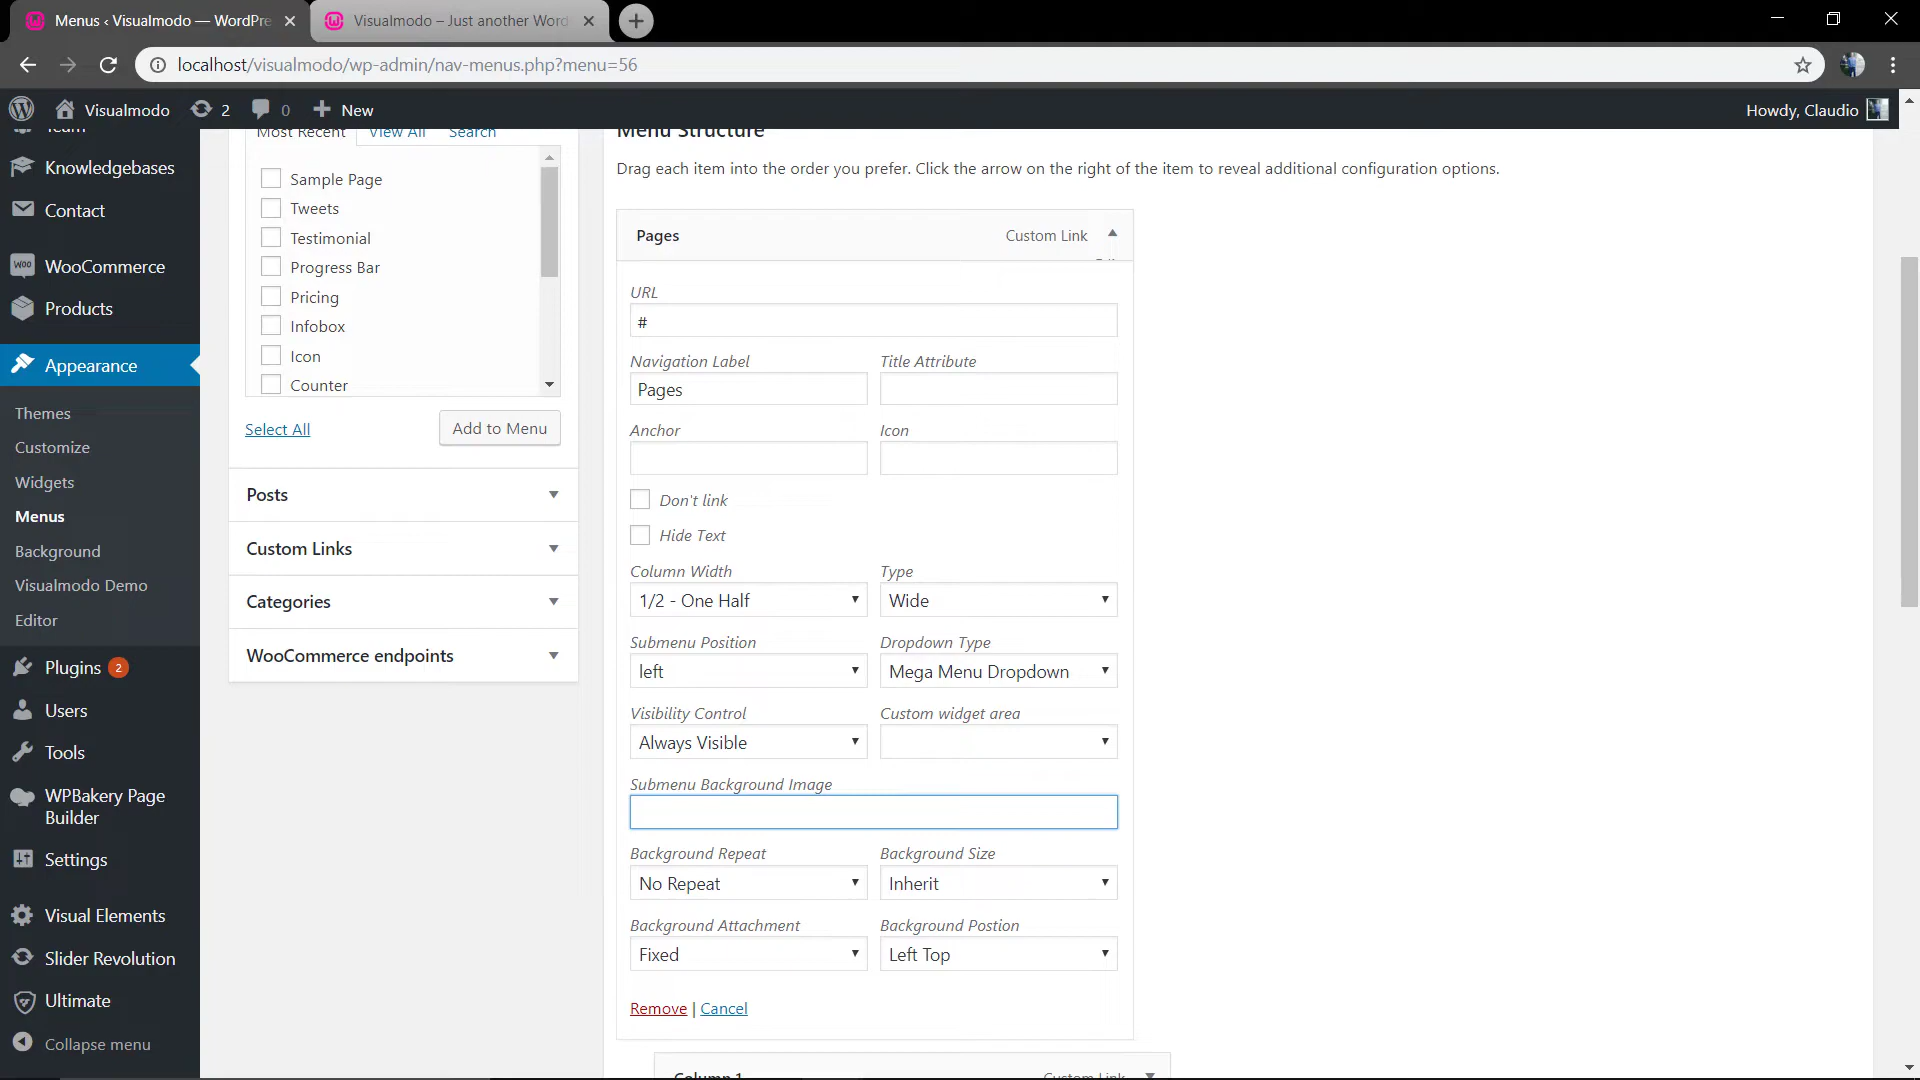 Menus ‹ Visualmodo — WordPre
Visualmodo – Just another Word
localhost/visualmodo/wp-admin/nav-menus.php?menu=56
Visualmodo 2 0 New
Howdy, Claudio
Team
Knowledgebases
Contact
WooCommerce
Products
Appearance
Themes
Customize
Widgets
Menus
Background
Visualmodo Demo
Editor
Plugins 2
Users
Tools
WPBakery Page
Builder
Settings
Visual Elements
Slider Revolution
Ultimate
Collapse menu
Most Recent View All Search
Sample Page
Tweets
Testimonial
Progress Bar
Pricing
Infobox
Icon
Counter
Select All Add to Menu
Posts
Custom Links
Categories
WooCommerce endpoints
Menu Structure
Drag each item into the order you prefer. Click the arrow on the right of the item to reveal additional configuration options.
Pages Custom Link
URL
#
Navigation Label Title Attribute
Pages
Anchor Icon
Don't link
Hide Text
Column Width Type
1/2 - One Half Wide
Submenu Position Dropdown Type
left Mega Menu Dropdown
Visibility Control Custom widget area
Always Visible
Submenu Background Image
Background Repeat Background Size
No Repeat Inherit
Background Attachment Background Postion
Fixed Left Top
Remove | Cancel
Column 1 Custom Link